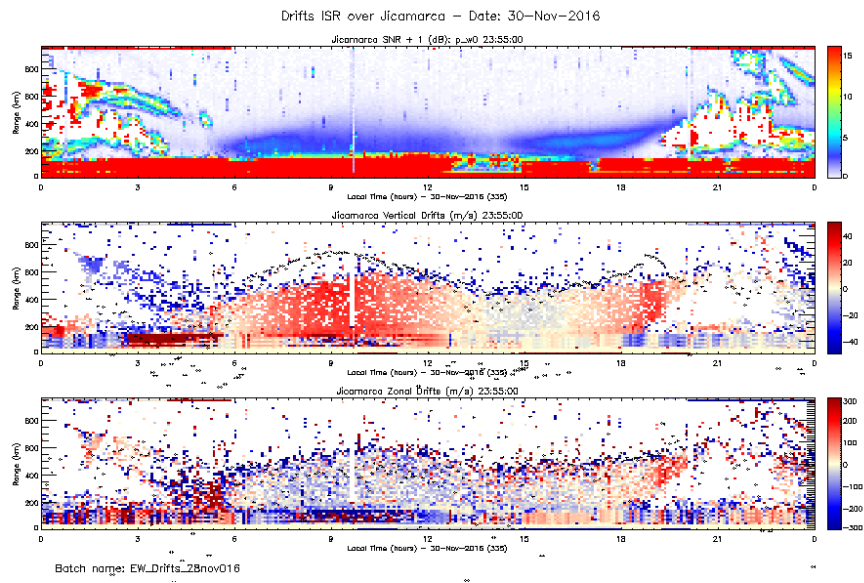 Drifts ISR over Jicamarca - Date: 30-Nov-2016
Jicamarca SNR + 1 (dB): p_w0 23:55:00
Range (km)
800
600
400
200
0
0 3 6 9 12 15 18 21 0
Local Time (hours) - 30-Nov-2016 (335)
15
10
5
0
Jicamarca Vertical Drifts (m/s) 23:55:00
Range (km)
800
600
400
200
0
0 3 6 9 12 15 18 21 0
Local Time (hours) - 30-Nov-2016 (335)
40
20
0
-20
-40
Jicamarca Zonal Drifts (m/s) 23:55:00
Range (km)
800
600
400
200
0
0 3 6 9 12 15 18 21 0
Local Time (hours) - 30-Nov-2016 (335)
300
200
100
0
-100
-200
-300
Batch name: EW_Drifts_28nov016